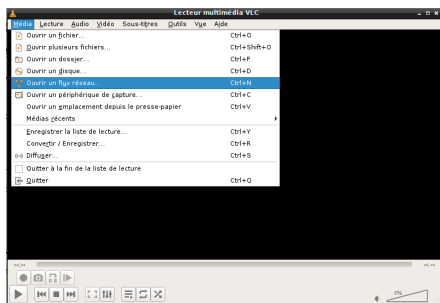 Lecteur multimédia VLC
Média Lecture Audio Vidéo Sous-titres Outils Vue Aide
Ouvrir un fichier... Ctrl+O
Ouvrir plusieurs fichiers... Ctrl+Shift+O
Ouvrir un dossier... Ctrl+F
Ouvrir un disque... Ctrl+D
Ouvrir un flux réseau... Ctrl+N
Ouvrir un périphérique de capture... Ctrl+C
Ouvrir un emplacement depuis le presse-papier Ctrl+V
Médias récents
Enregistrer la liste de lecture... Ctrl+Y
Convertir / Enregistrer... Ctrl+R
Diffuser... Ctrl+S
Quitter à la fin de la liste de lecture
Quitter Ctrl+Q
--:-- --:--
0%